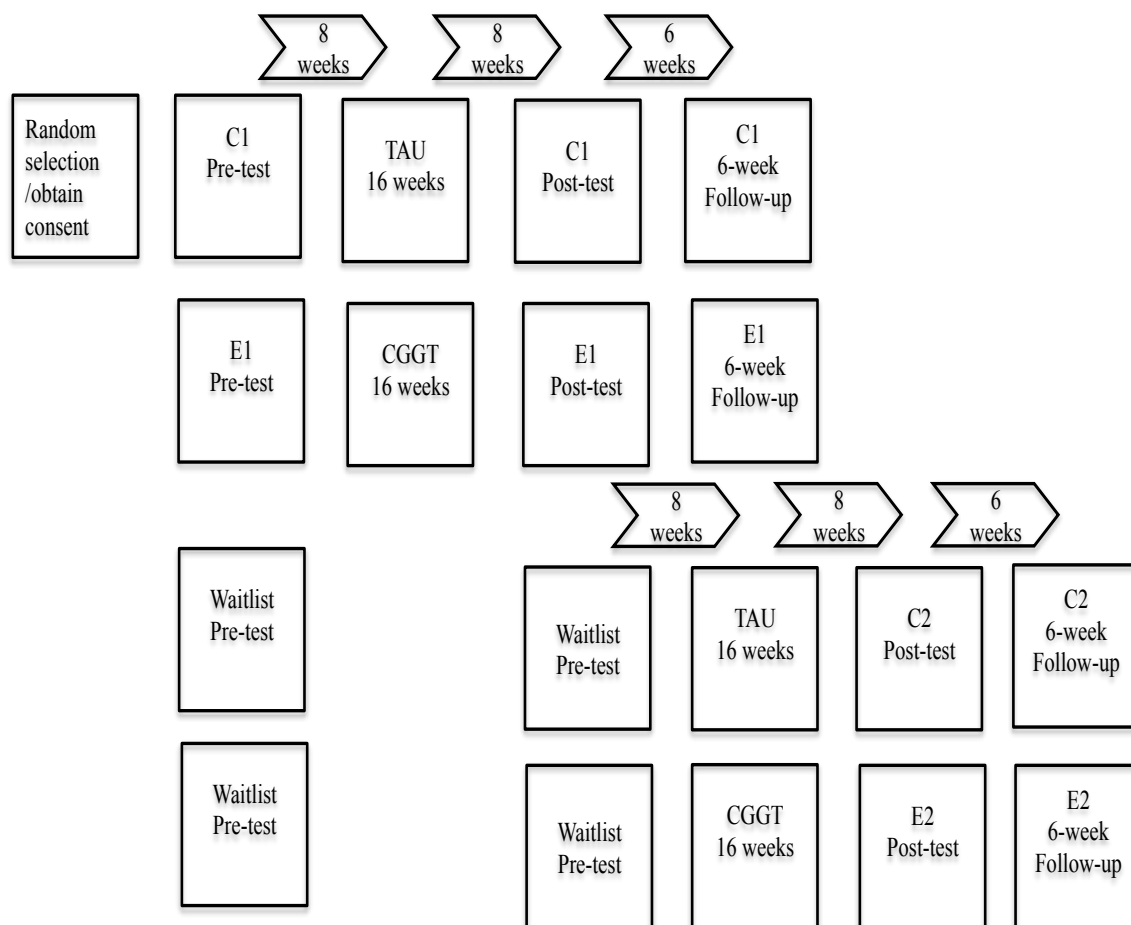 8
weeks
8
weeks
6
weeks
Random
selection
/obtain
consent
C1
Pre-test
TAU
16 weeks
C1
Post-test
C1
6-week
Follow-up
E1
Pre-test
CGGT
16 weeks
E1
Post-test
E1
6-week
Follow-up
8
weeks
8
weeks
6
weeks
Waitlist
Pre-test
Waitlist
Pre-test
TAU
16 weeks
C2
Post-test
C2
6-week
Follow-up
Waitlist
Pre-test
Waitlist
Pre-test
CGGT
16 weeks
E2
Post-test
E2
6-week
Follow-up